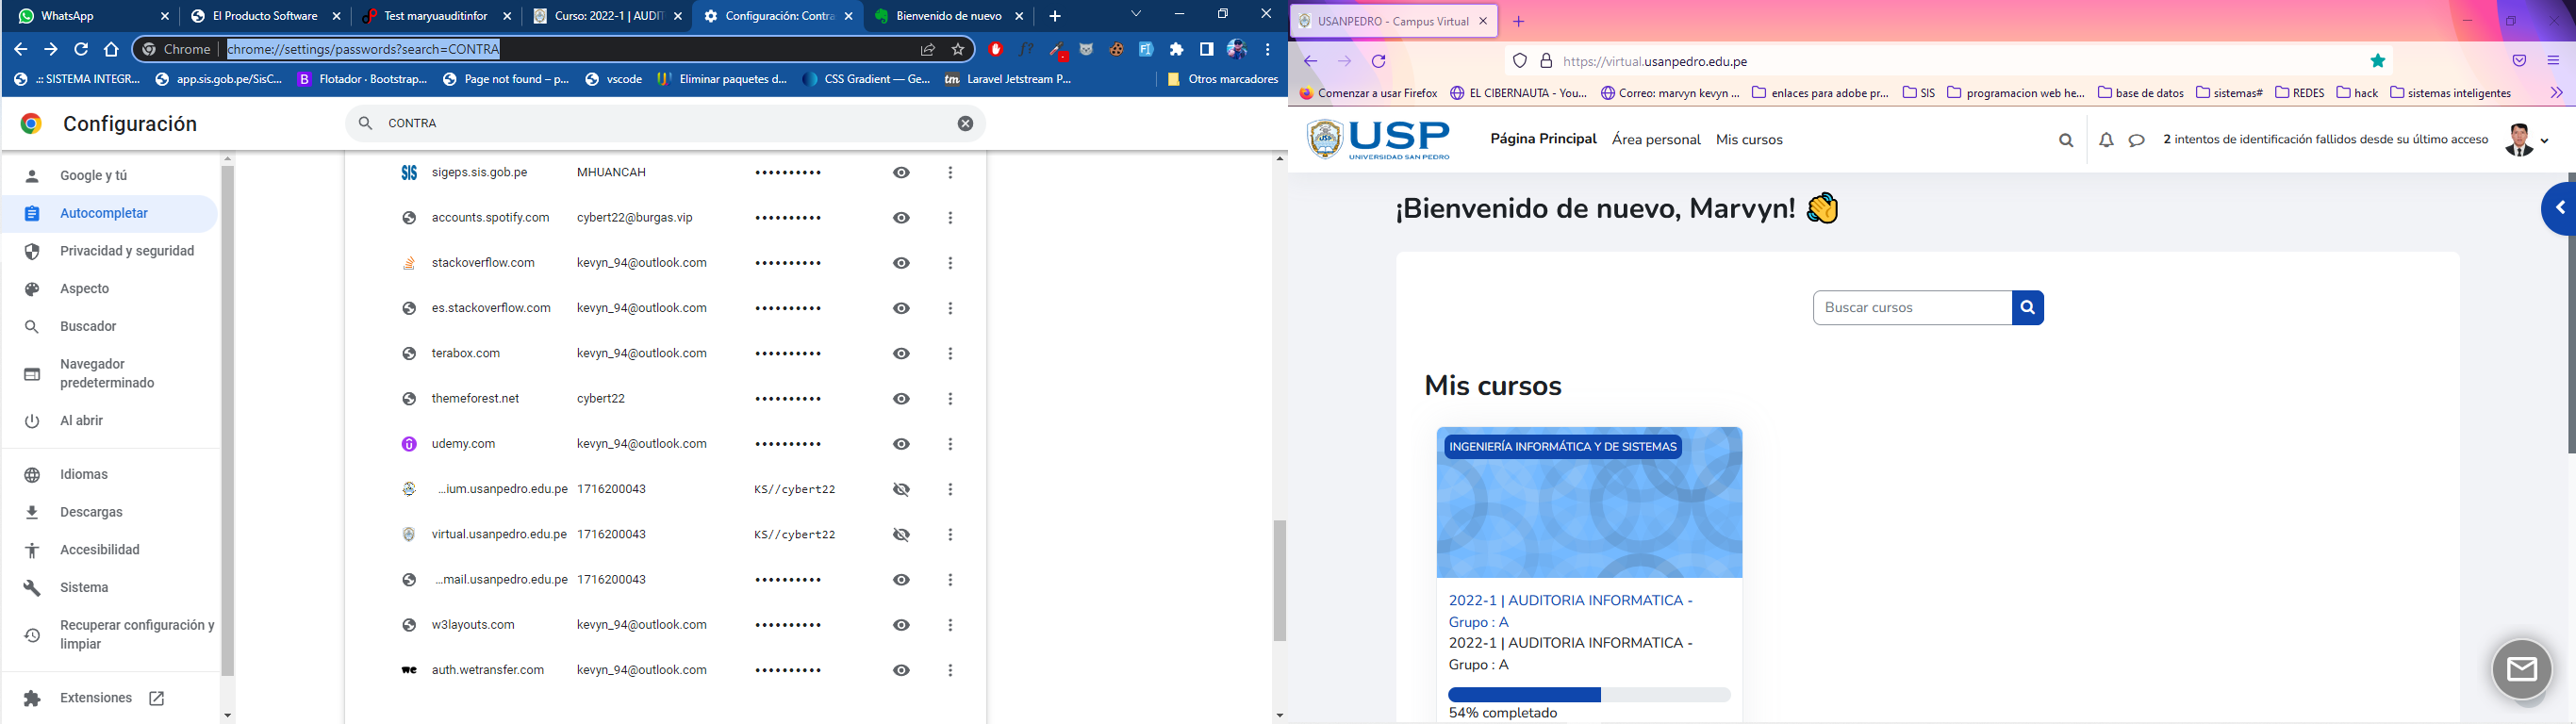 WhatsApp
El Producto Software
Test maryuauditinfor
Curso: 2022-1 | AUDIT
Configuración: Contra
Bienvenido de nuevo
Chrome
chrome://settings/passwords?search=CONTRA
.:: SISTEMA INTEGR...
app.sis.gob.pe/SisC...
Flotador · Bootstrap...
Page not found – p...
vscode
Eliminar paquetes d...
CSS Gradient — Ge...
Laravel Jetstream P...
Otros marcadores
Configuración
CONTRA
Google y tú
Autocompletar
Privacidad y seguridad
Aspecto
Buscador
Navegador
predeterminado
Al abrir
Idiomas
Descargas
Accesibilidad
Sistema
Recuperar configuración y
limpiar
Extensiones
SIS sigeps.sis.gob.pe MHUANCAH ••••••••••
accounts.spotify.com cybert22@burgas.vip ••••••••••
stackoverflow.com kevyn_94@outlook.com ••••••••••
es.stackoverflow.com kevyn_94@outlook.com ••••••••••
terabox.com kevyn_94@outlook.com ••••••••••
themeforest.net cybert22 ••••••••••
udemy.com kevyn_94@outlook.com ••••••••••
...ium.usanpedro.edu.pe 1716200043 KS//cybert22
virtual.usanpedro.edu.pe 1716200043 KS//cybert22
...mail.usanpedro.edu.pe 1716200043 ••••••••••
w3layouts.com kevyn_94@outlook.com ••••••••••
we auth.wetransfer.com kevyn_94@outlook.com ••••••••••
USANPEDRO - Campus Virtual
https://virtual.usanpedro.edu.pe
Comenzar a usar Firefox
EL CIBERNAUTA - You...
Correo: marvyn kevyn ...
enlaces para adobe pr...
SIS
programacion web he...
base de datos
sistemas#
REDES
hack
sistemas inteligentes
USP
UNIVERSIDAD SAN PEDRO
Página Principal
Área personal
Mis cursos
2 intentos de identificación fallidos desde su último acceso
¡Bienvenido de nuevo, Marvyn! 👋
Buscar cursos
Mis cursos
INGENIERÍA INFORMÁTICA Y DE SISTEMAS
2022-1 | AUDITORIA INFORMATICA -
Grupo : A
2022-1 | AUDITORIA INFORMATICA -
Grupo : A
54% completado